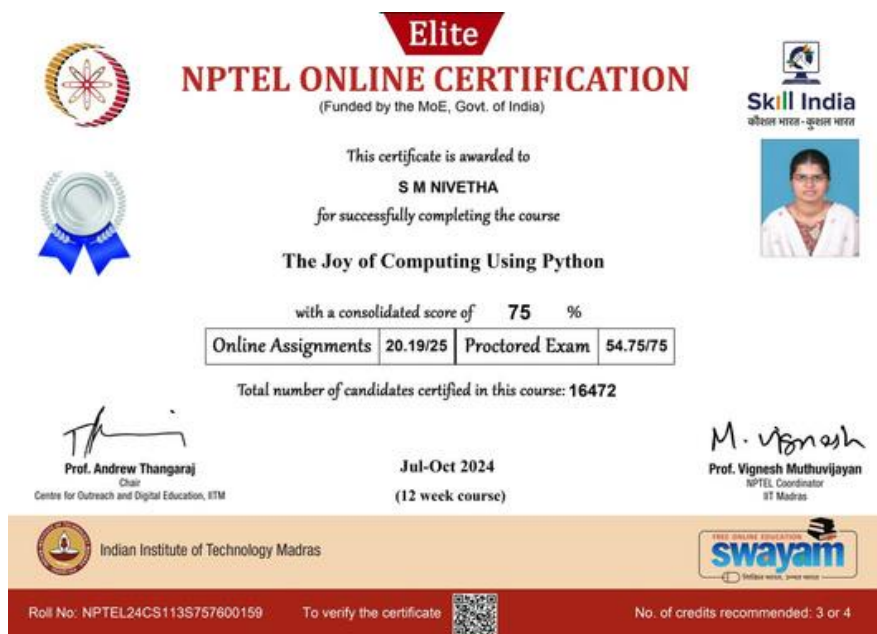 Elite
NPTEL ONLINE CERTIFICATION
(Funded by the MoE, Govt. of India)
Skill India
कौशल भारत - कुशल भारत
This certificate is awarded to
S M NIVETHA
for successfully completing the course
The Joy of Computing Using Python
with a consolidated score of 75 %
Online Assignments 20.19/25 Proctored Exam 54.75/75
Total number of candidates certified in this course: 16472
M. Vignesh
Prof. Andrew Thangaraj
Chair
Centre for Outreach and Digital Education, IITM
Jul-Oct 2024
(12 week course)
Prof. Vignesh Muthuvijayan
NPTEL Coordinator
IIT Madras
Indian Institute of Technology Madras
FREE ONLINE EDUCATION
swayam
Roll No: NPTEL24CS113S757600159
To verify the certificate
No. of credits recommended: 3 or 4